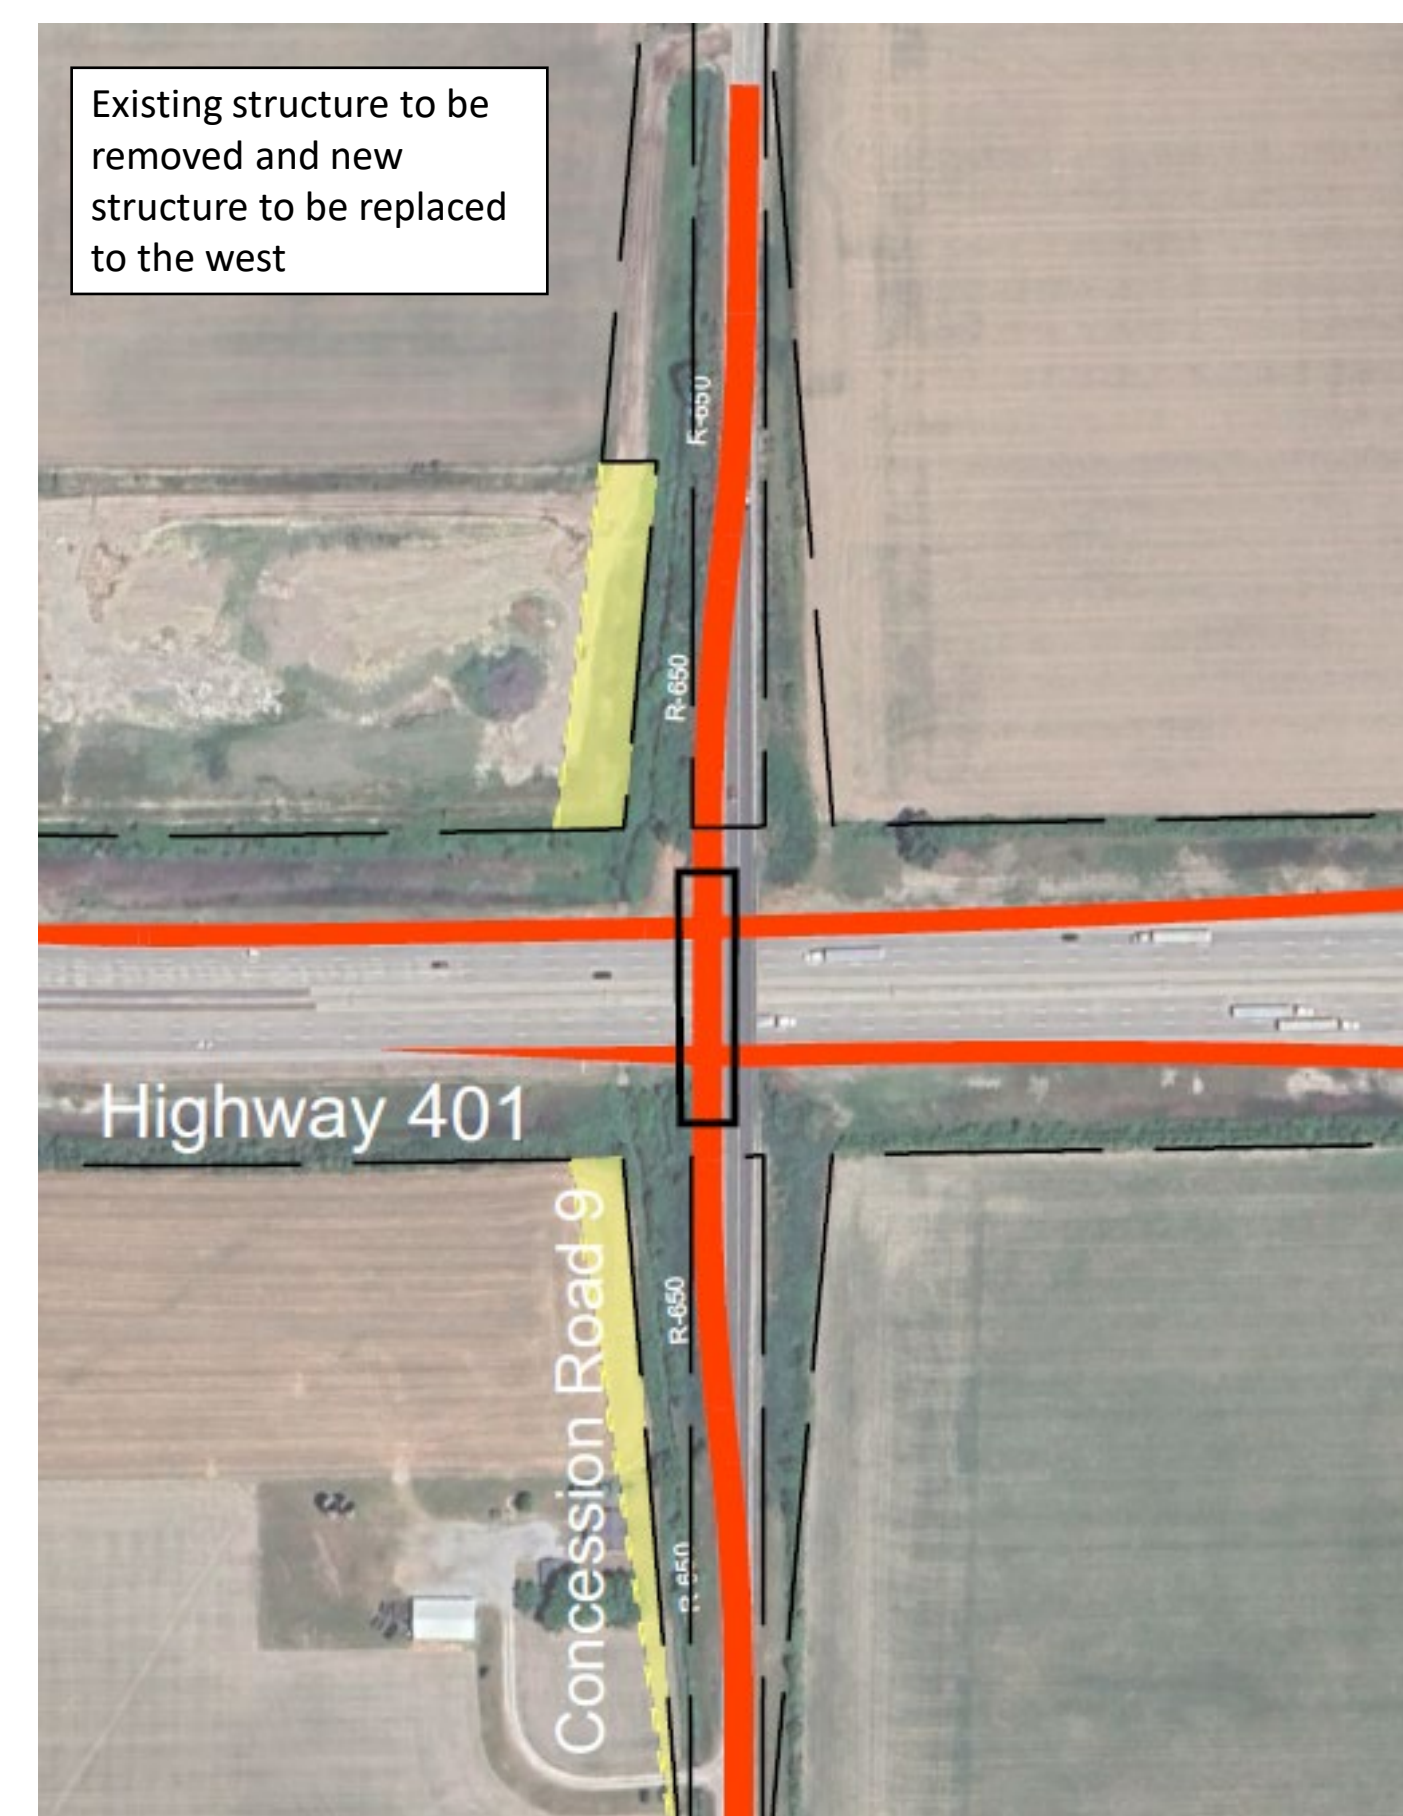 Existing structure to be
removed and new
structure to be replaced
to the west
R-650
R-650
Highway 401
Concession Road 9
R-650
R-650